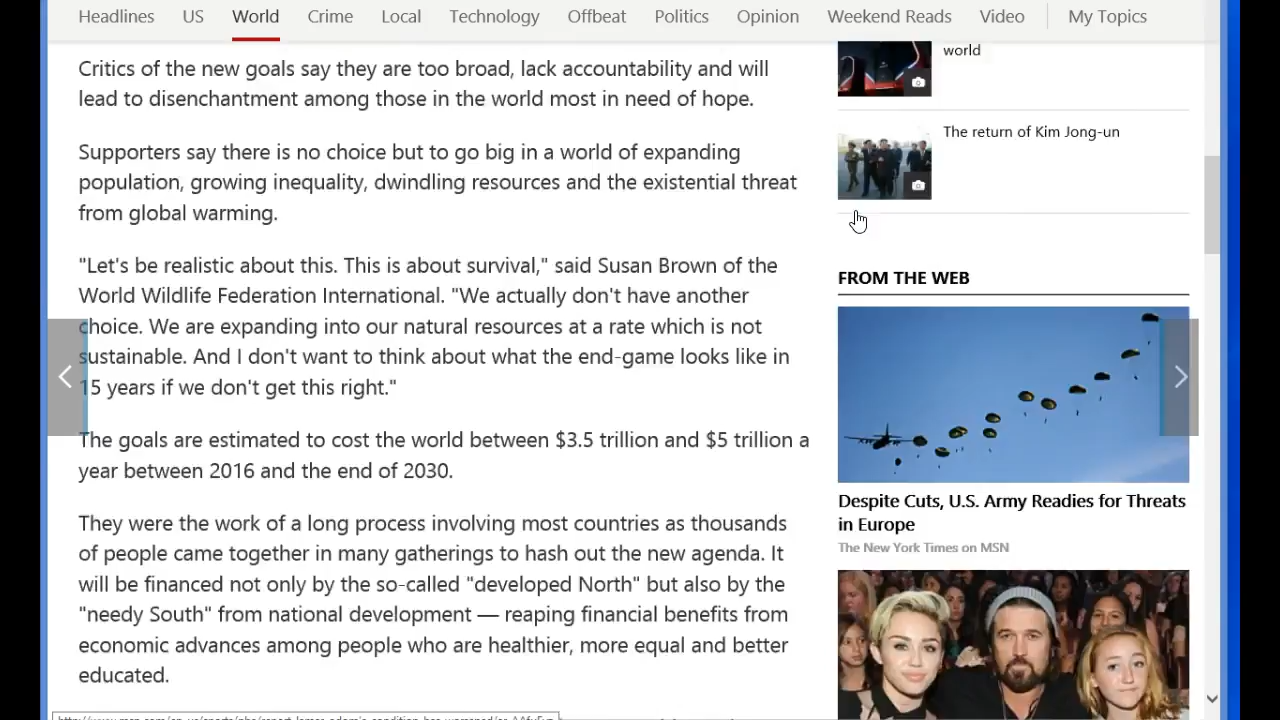 Headlines US World Crime Local Technology Offbeat Politics Opinion Weekend Reads Video My Topics
Critics of the new goals say they are too broad, lack accountability and will
lead to disenchantment among those in the world most in need of hope.
Supporters say there is no choice but to go big in a world of expanding
population, growing inequality, dwindling resources and the existential threat
from global warming.
"Let's be realistic about this. This is about survival," said Susan Brown of the
World Wildlife Federation International. "We actually don't have another
choice. We are expanding into our natural resources at a rate which is not
sustainable. And I don't want to think about what the end-game looks like in
15 years if we don't get this right."
The goals are estimated to cost the world between $3.5 trillion and $5 trillion a
year between 2016 and the end of 2030.
They were the work of a long process involving most countries as thousands
of people came together in many gatherings to hash out the new agenda. It
will be financed not only by the so-called "developed North" but also by the
"needy South" from national development — reaping financial benefits from
economic advances among people who are healthier, more equal and better
educated.
world
The return of Kim Jong-un
FROM THE WEB
Despite Cuts, U.S. Army Readies for Threats
in Europe
The New York Times on MSN